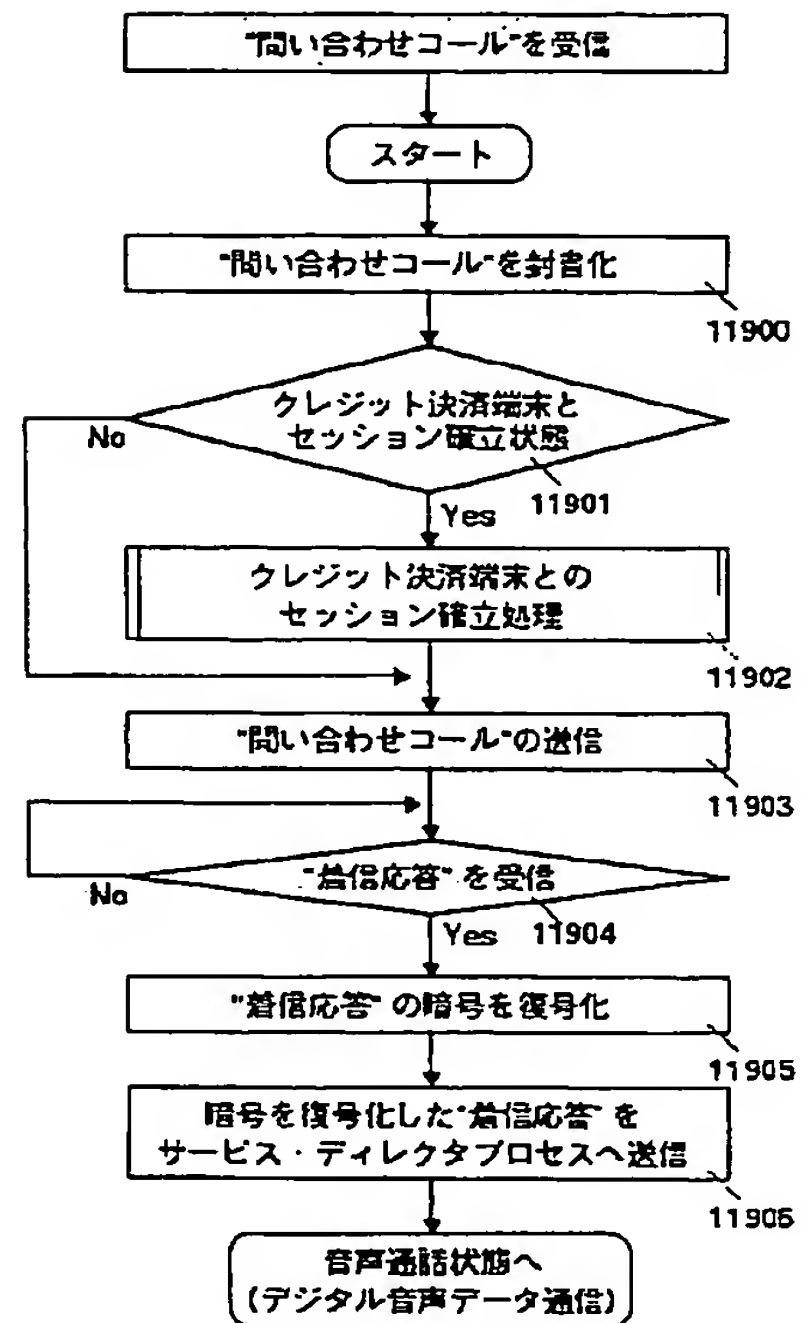 "問い合わせコール"を受信
スタート
"問い合わせコール"を封書化
11900
クレジット決済端末と
セッション確立状態
No
11901
Yes
クレジット決済端末との
セッション確立処理
11902
"問い合わせコール"の送信
11903
"着信応答"を受信
No
Yes
11904
"着信応答"の暗号を復号化
11905
暗号を復号化した"着信応答"を
サービス・ディレクタプロセスへ送信
11906
音声通話状態へ
(デジタル音声データ通信)